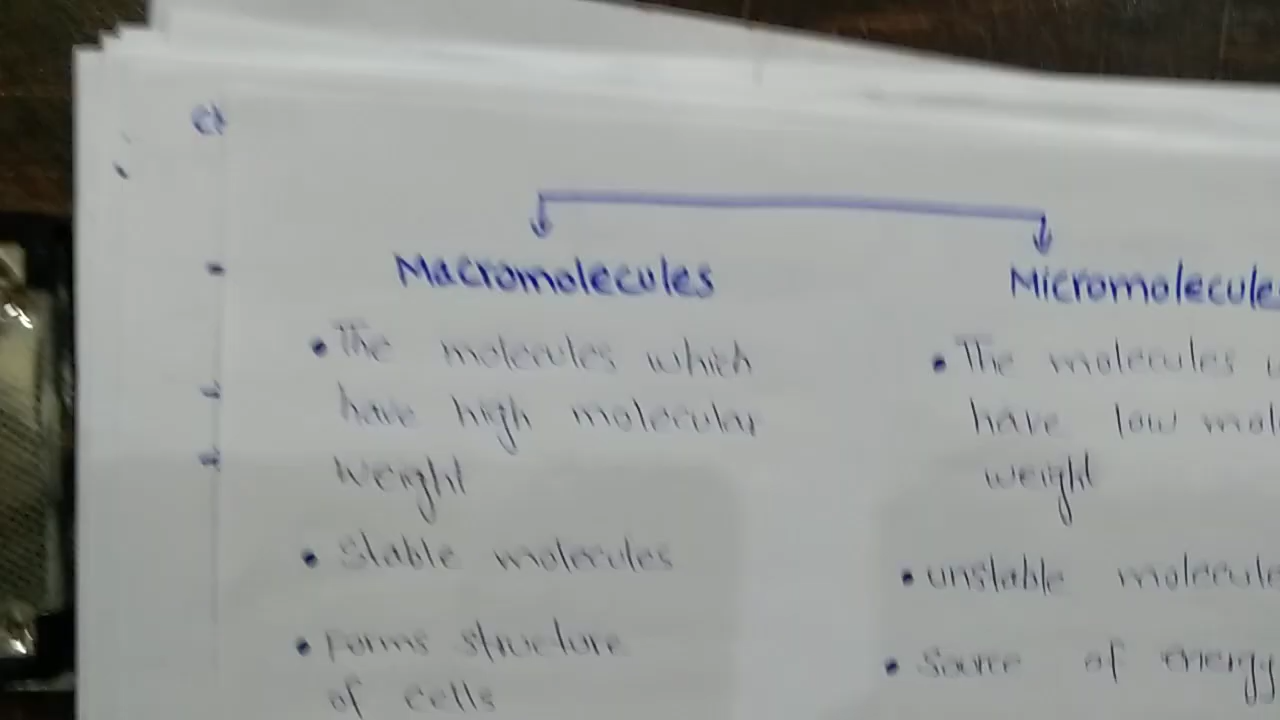 Macromolecules
• The molecules which
have high molecular
weight
• Stable molecules
• Forms structure
of cells
Micromolecule
• The molecules
have low
weight
• unstable
• Source of energy